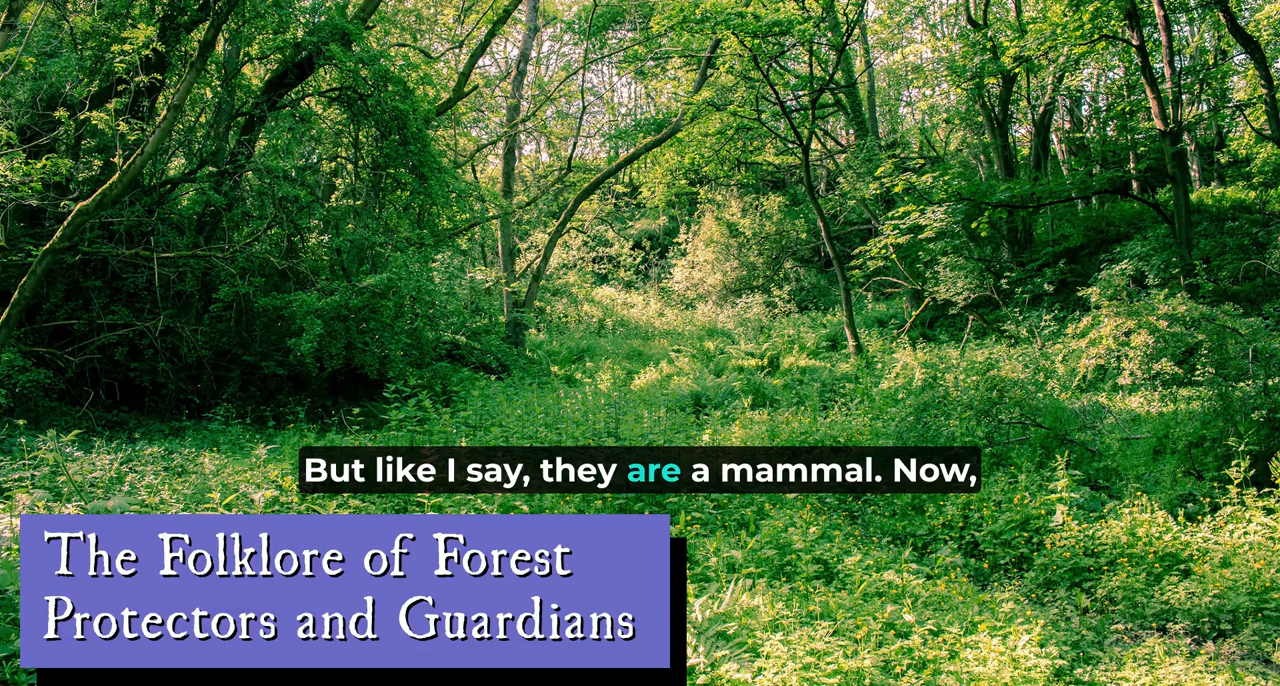 But like I say, they are a mammal. Now,
The Folklore of Forest
Protectors and Guardians